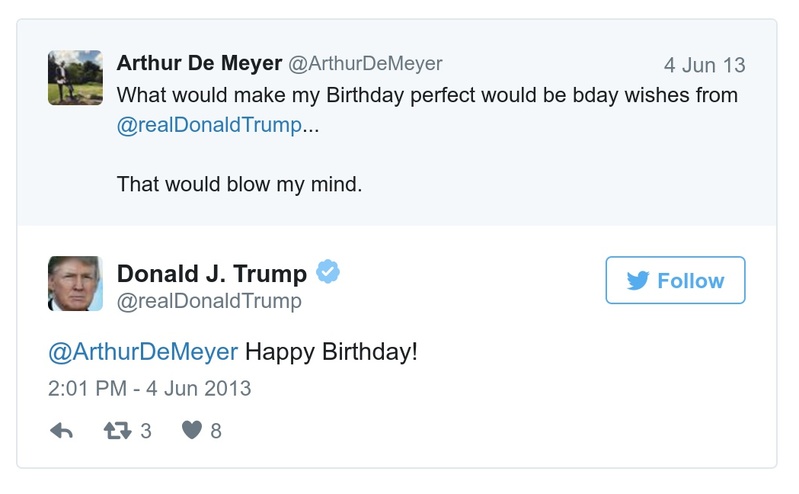 Arthur De Meyer @ArthurDeMeyer 4 Jun 13
What would make my Birthday perfect would be bday wishes from
@realDonaldTrump...
That would blow my mind.
Donald J. Trump
Follow
@realDonaldTrump
@ArthurDeMeyer Happy Birthday!
2:01 PM - 4 Jun 2013
3 8